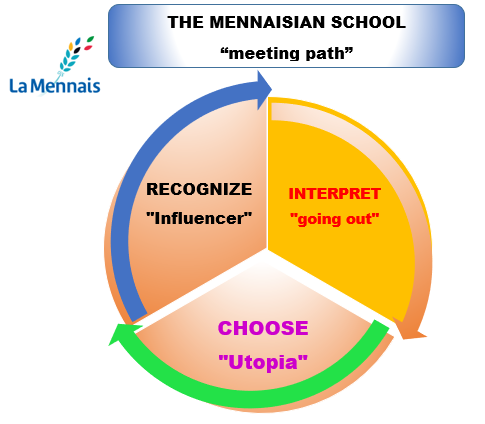 THE MENNAISIAN SCHOOL
“meeting path”
La Mennais
RECOGNIZE
"Influencer"
INTERPRET
"going out"
CHOOSE
"Utopia"